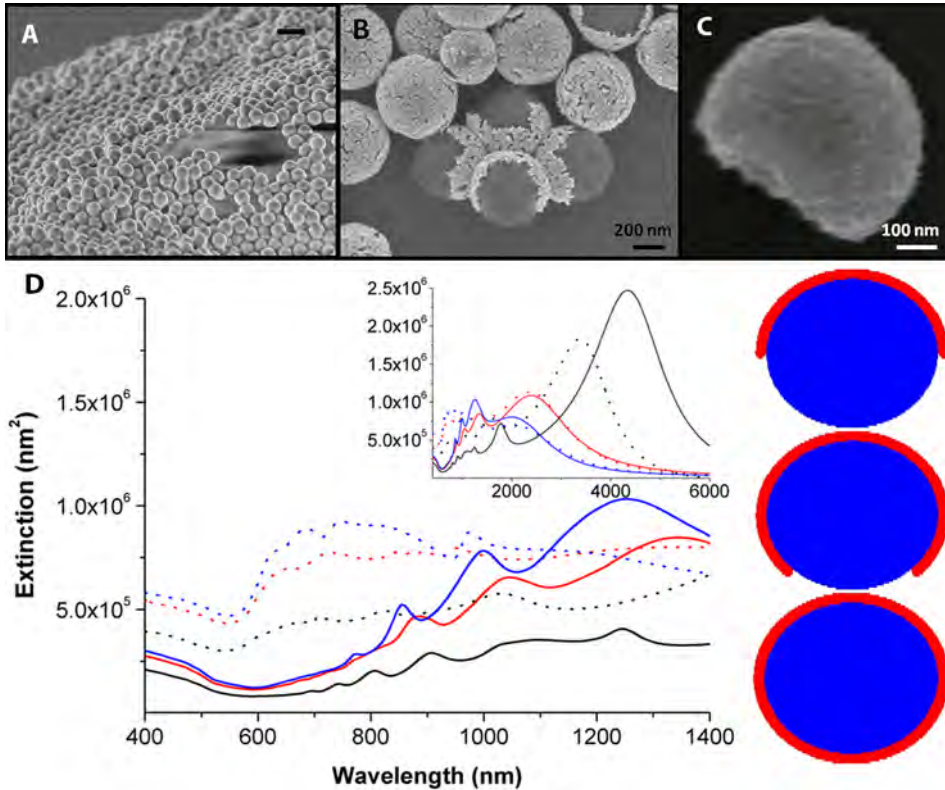 A
B
C
200 nm
100 nm
D
2.0x10⁶
1.5x10⁶
1.0x10⁶
5.0x10⁵
Extinction (nm²)
2.5x10⁶
2.0x10⁶
1.5x10⁶
1.0x10⁶
5.0x10⁵
2000 4000 6000
400 600 800 1000 1200 1400
Wavelength (nm)